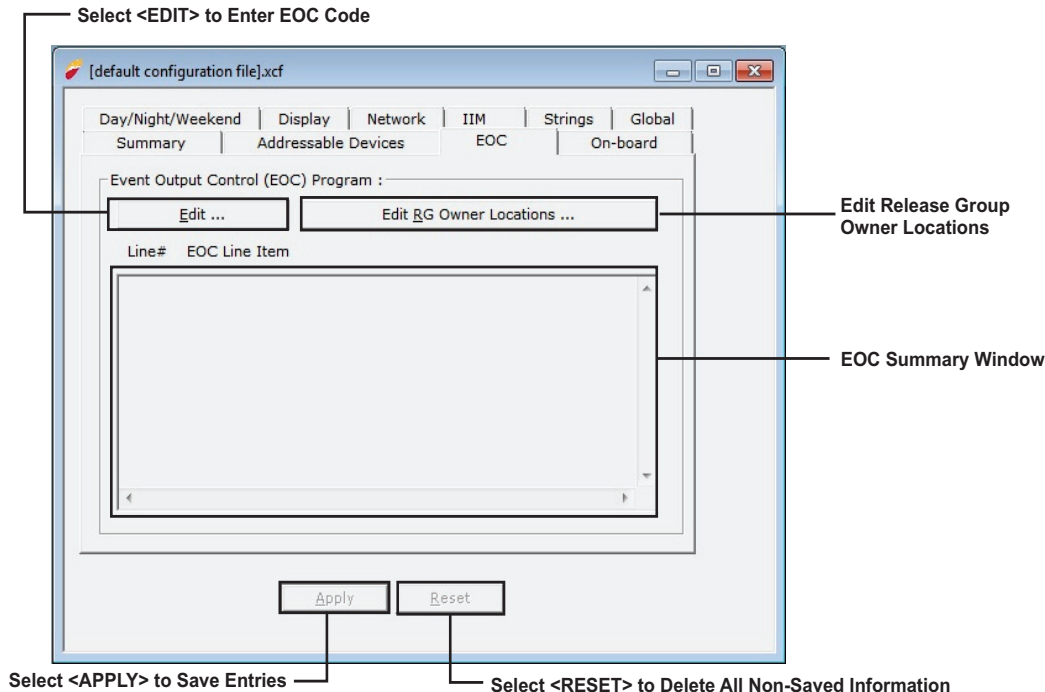 Select <EDIT> to Enter EOC Code
[default configuration file].xcf
Day/Night/Weekend Display Network IIM Strings Global
Summary Addressable Devices EOC On-board
Event Output Control (EOC) Program :
Edit ... Edit RG Owner Locations ...
Edit Release Group
Owner Locations
Line# EOC Line Item
EOC Summary Window
Apply Reset
Select <APPLY> to Save Entries
Select <RESET> to Delete All Non-Saved Information